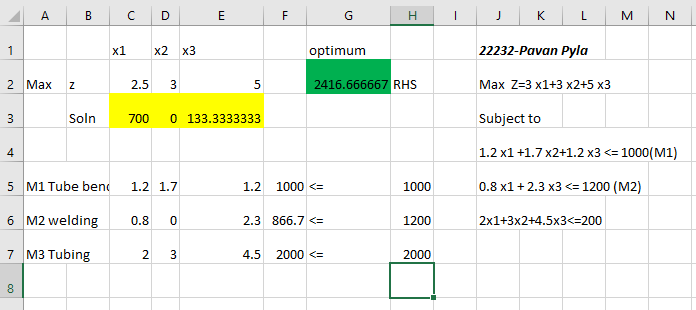 A B C D E F G H I J K L M N
1 x1 x2 x3 optimum 22232-Pavan Pyla
2 Max z 2.5 3 5 2416.666667 RHS Max Z=3 x1+3 x2+5 x3
3 Soln 700 0 133.3333333 Subject to
4 1.2 x1 +1.7 x2+1.2 x3 <= 1000(M1)
5 M1 Tube bend 1.2 1.7 1.2 1000 <= 1000 0.8 x1 + 2.3 x3 <= 1200 (M2)
6 M2 welding 0.8 0 2.3 866.7 <= 1200 2x1+3x2+4.5x3<=200
7 M3 Tubing 2 3 4.5 2000 <= 2000
8